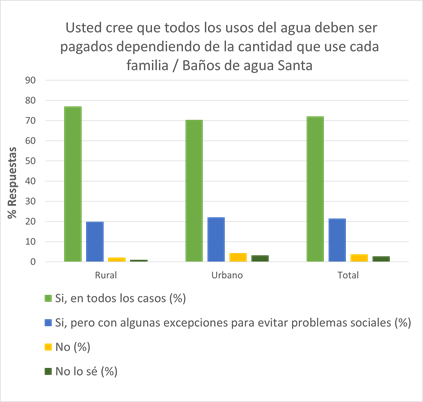 Usted cree que todos los usos del agua deben ser
pagados dependiendo de la cantidad que use cada
familia / Baños de agua Santa
% Respuestas
90
80
70
60
50
40
30
20
10
0
Rural Urbano Total
Si, en todos los casos (%)
Si, pero con algunas excepciones para evitar problemas sociales (%)
No (%)
No lo sé (%)